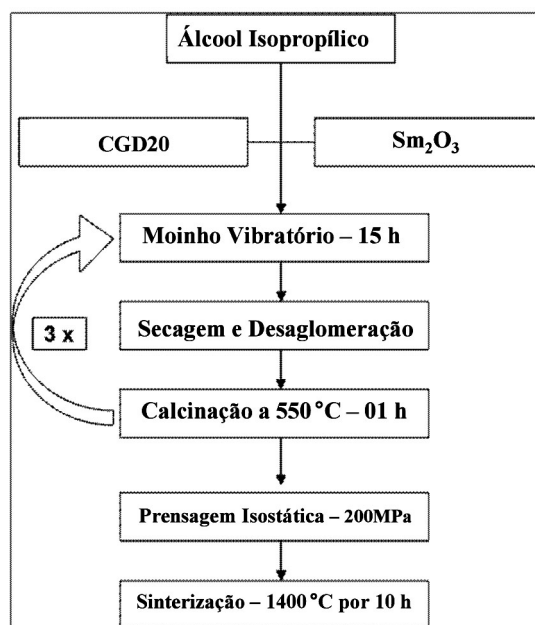 Álcool Isopropílico
CGD20
Sm₂O₃
Moinho Vibratório – 15 h
Secagem e Desaglomeração
3 x
Calcinação a 550 °C – 01 h
Prensagem Isostática – 200MPa
Sinterização – 1400 °C por 10 h